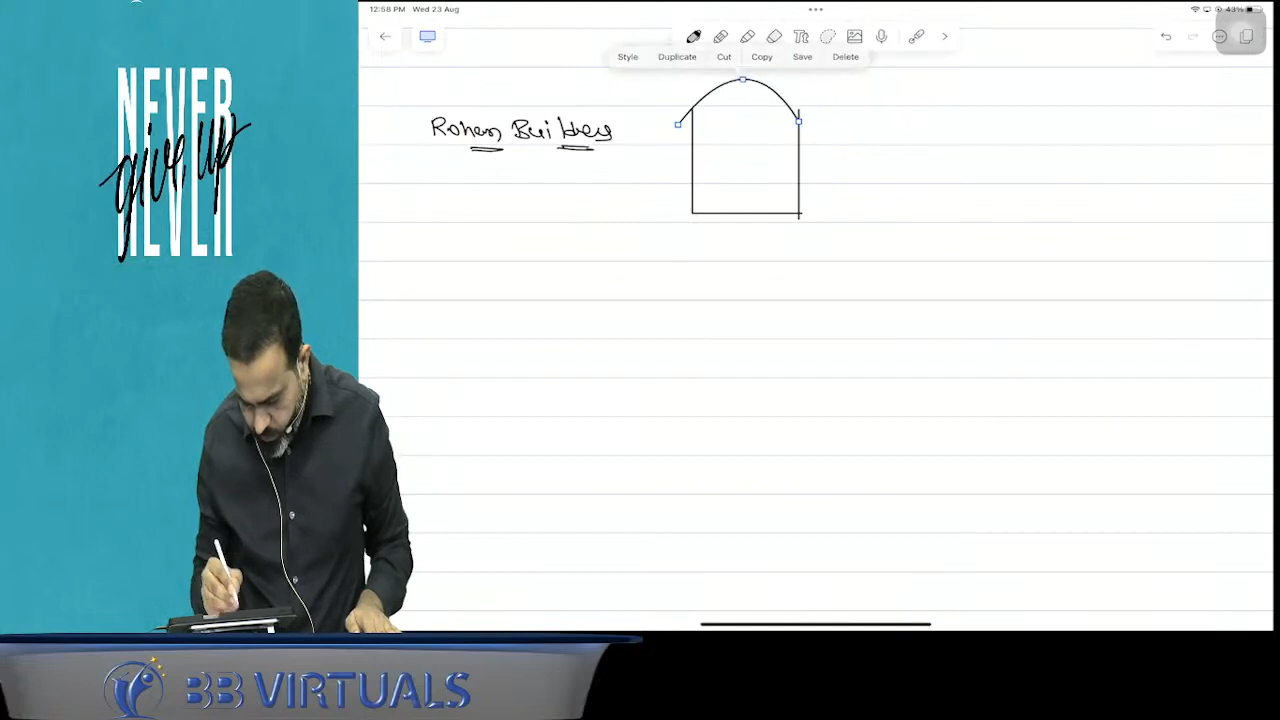 12:58 PM Wed 23 Aug
43%
Style Duplicate Cut Copy Save Delete
NEVER
give up
NEVER
Rohan Builders
BB VIRTUALS